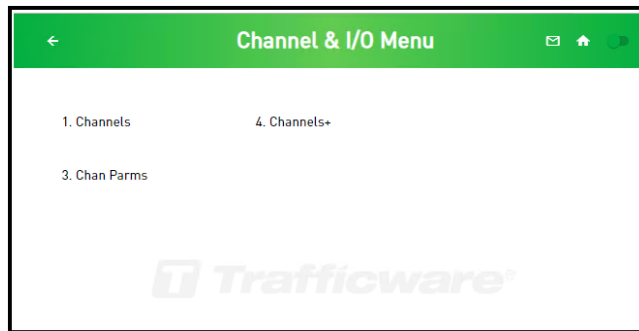 Channel & I/O Menu
1. Channels
4. Channels+
3. Chan Parms
Trafficware®